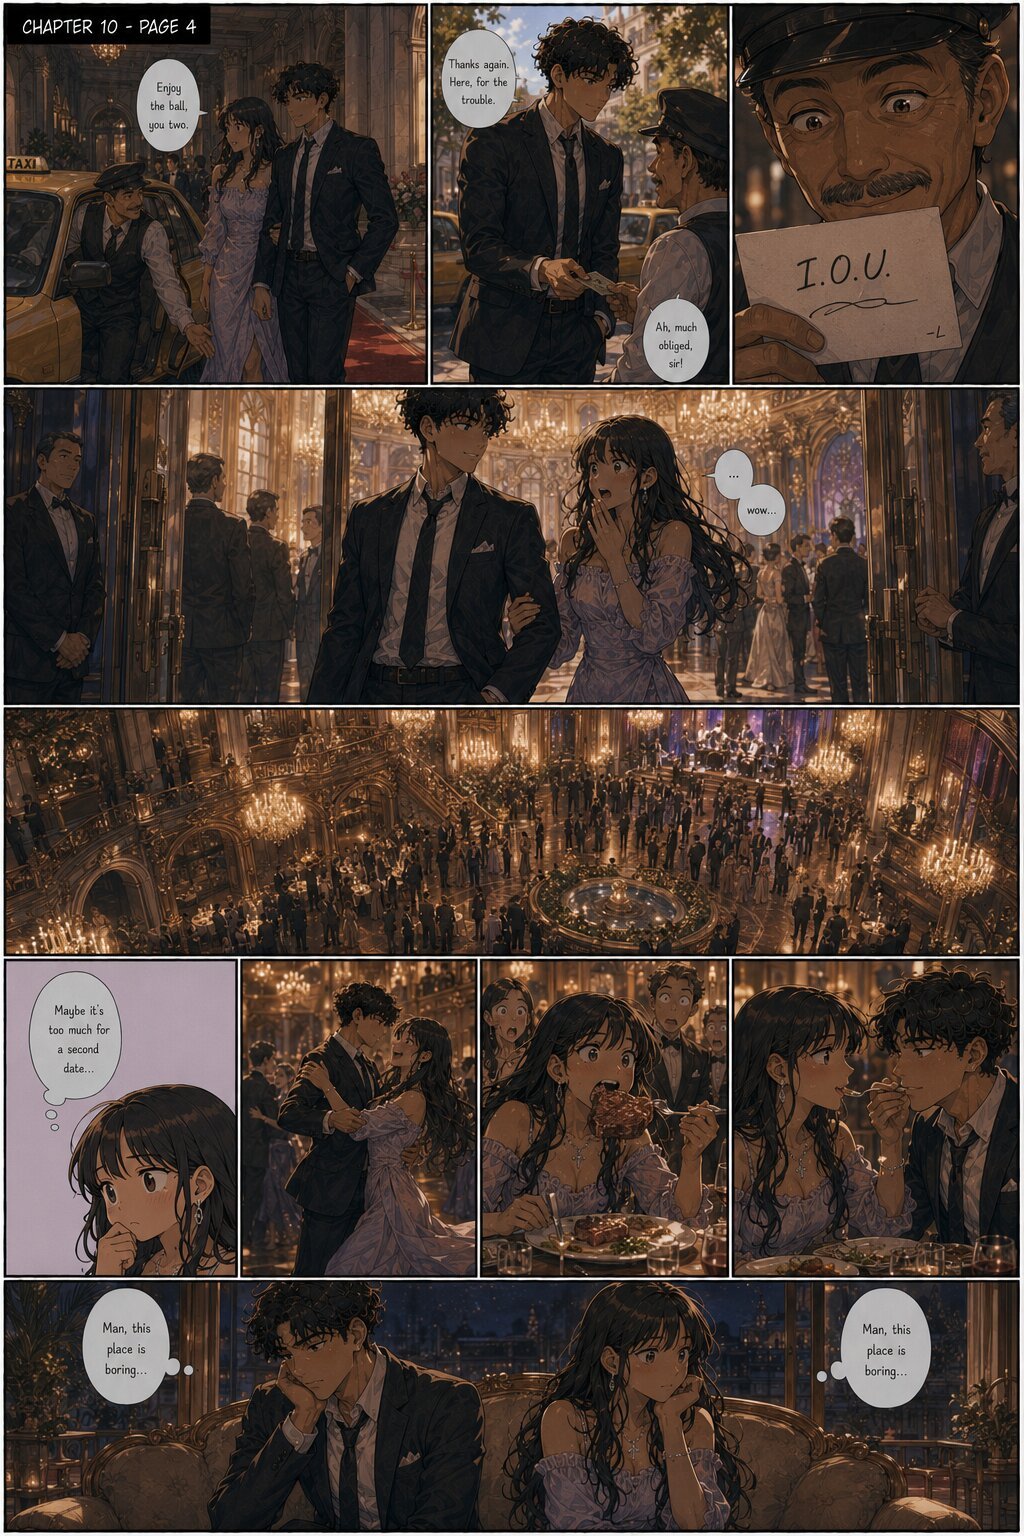 CHAPTER 10 - PAGE 4
Enjoy
the ball,
you two.
TAXI
Thanks again.
Here, for the
trouble.
Ah, much
obliged,
sir!
I.O.U.
-L
...
wow...
Maybe it's
too much for
a second
date...
Man, this
place is
boring...
Man, this
place is
boring...